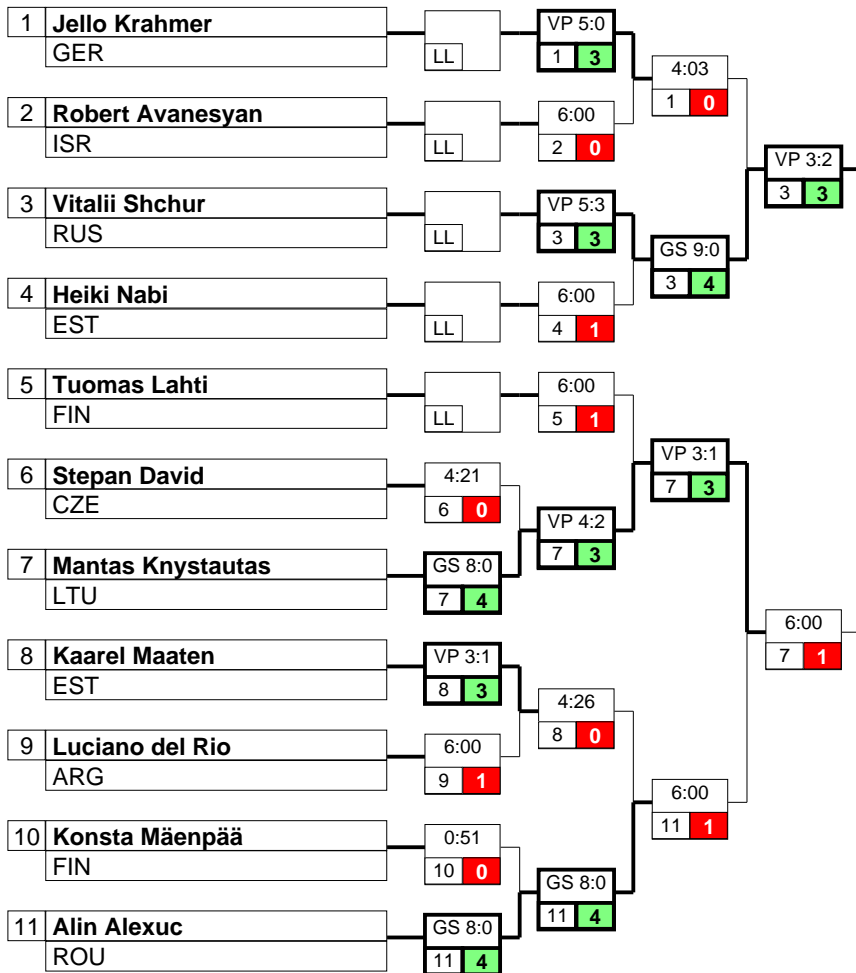 1 Jello Krahmer
GER
LL
VP 5:0
1 3
4:03
1 0
2 Robert Avanesyan
ISR
LL
6:00
2 0
VP 3:2
3 3
3 Vitalii Shchur
RUS
LL
VP 5:3
3 3
GS 9:0
3 4
4 Heiki Nabi
EST
LL
6:00
4 1
5 Tuomas Lahti
FIN
LL
6:00
5 1
VP 3:1
7 3
6 Stepan David
CZE
4:21
6 0
VP 4:2
7 3
7 Mantas Knystautas
LTU
GS 8:0
7 4
6:00
7 1
8 Kaarel Maaten
EST
VP 3:1
8 3
4:26
8 0
9 Luciano del Rio
ARG
6:00
9 1
6:00
11 1
10 Konsta Mäenpää
FIN
0:51
10 0
GS 8:0
11 4
11 Alin Alexuc
ROU
GS 8:0
11 4